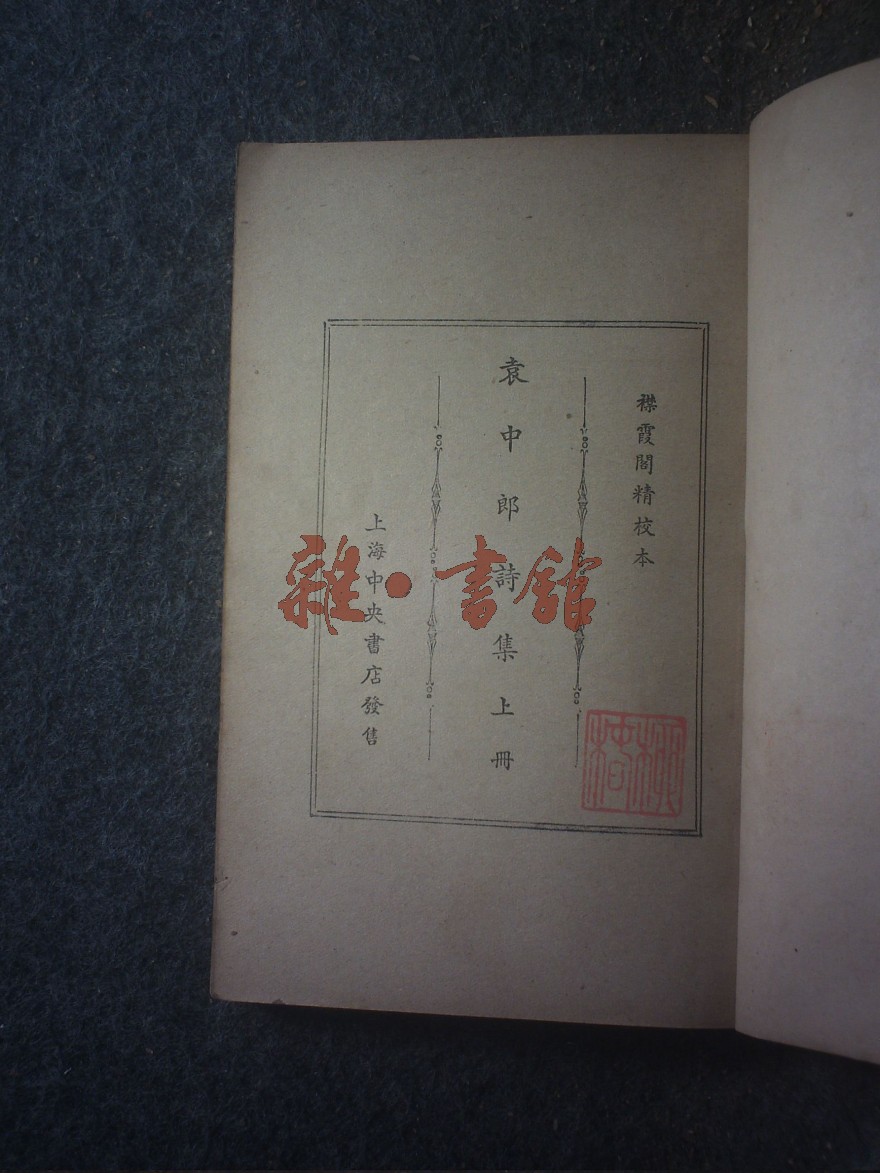 襟霞閣精校本
袁中郎詩集上冊
上海中央書店發售
雜·書館